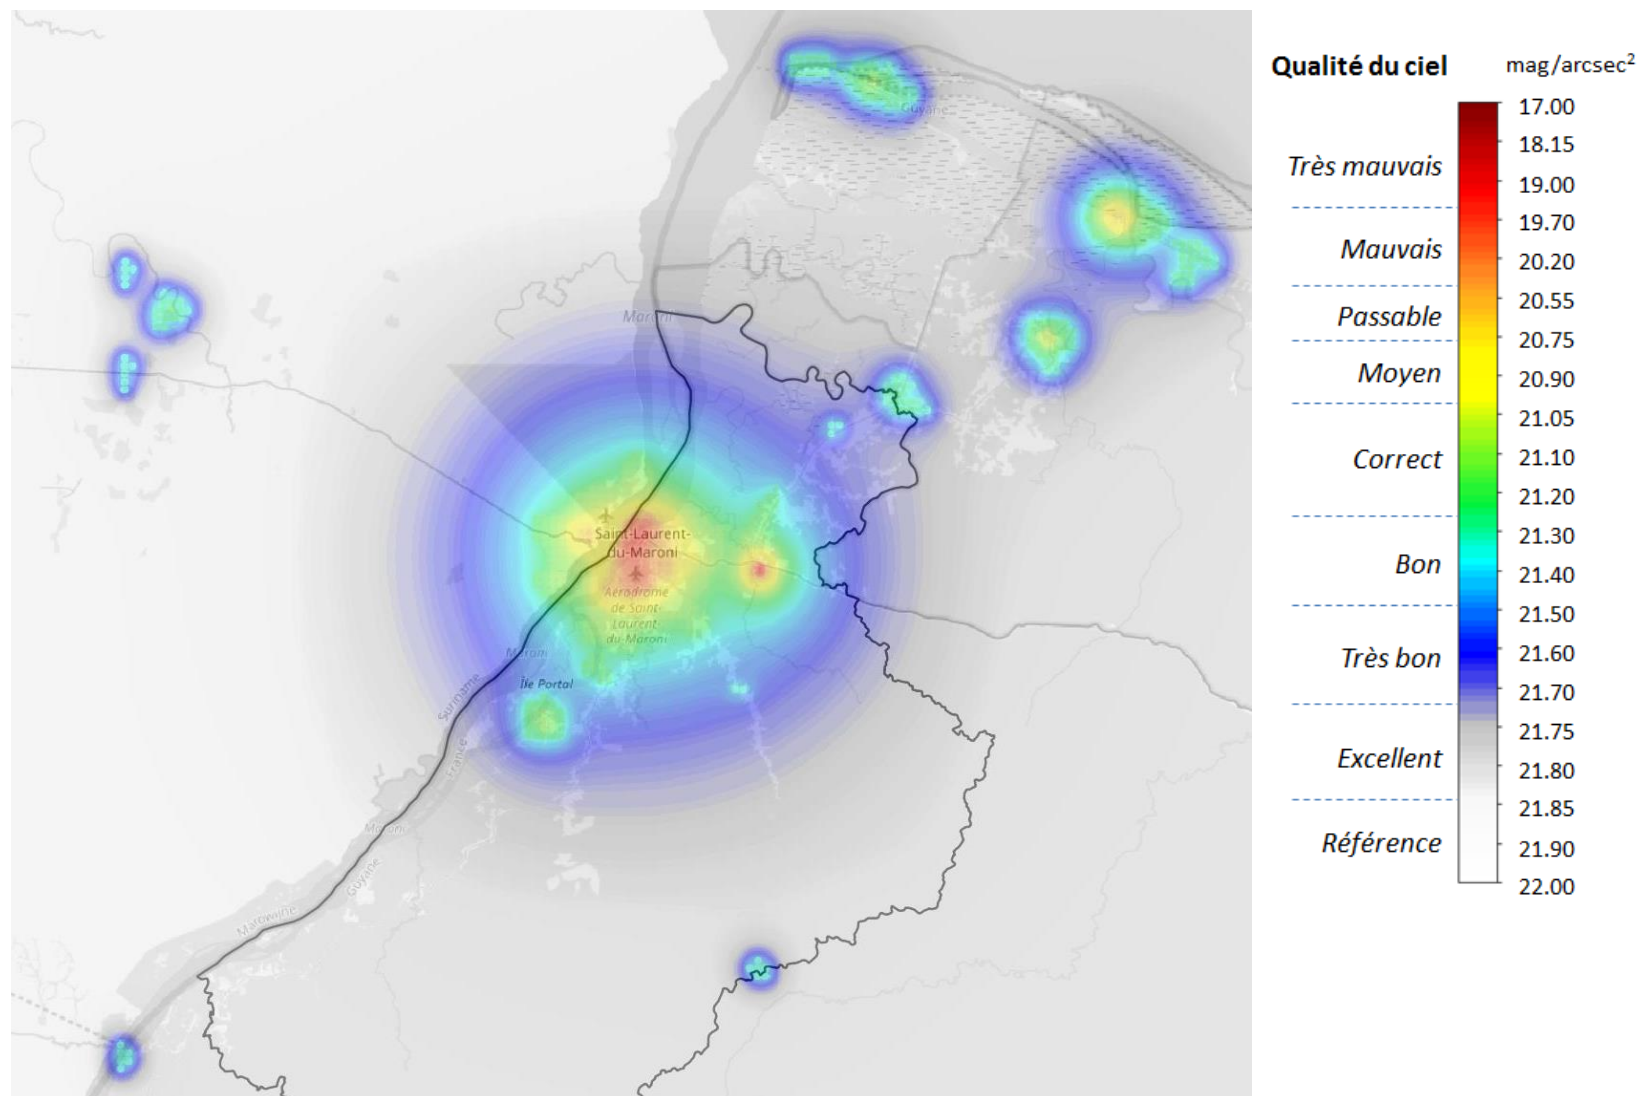 Guyane
Maroni
Saint-Laurent-
du-Maroni
Aérodrome
de Saint-
Laurent-
du-Maroni
Maroni
Île Portal
Suriname
France
Maroni
Guyane
Marowijne
Qualité du ciel
mag/arcsec²
Très mauvais
Mauvais
Passable
Moyen
Correct
Bon
Très bon
Excellent
Référence
17.00
18.15
19.00
19.70
20.20
20.55
20.75
20.90
21.05
21.10
21.20
21.30
21.40
21.50
21.60
21.70
21.75
21.80
21.85
21.90
22.00